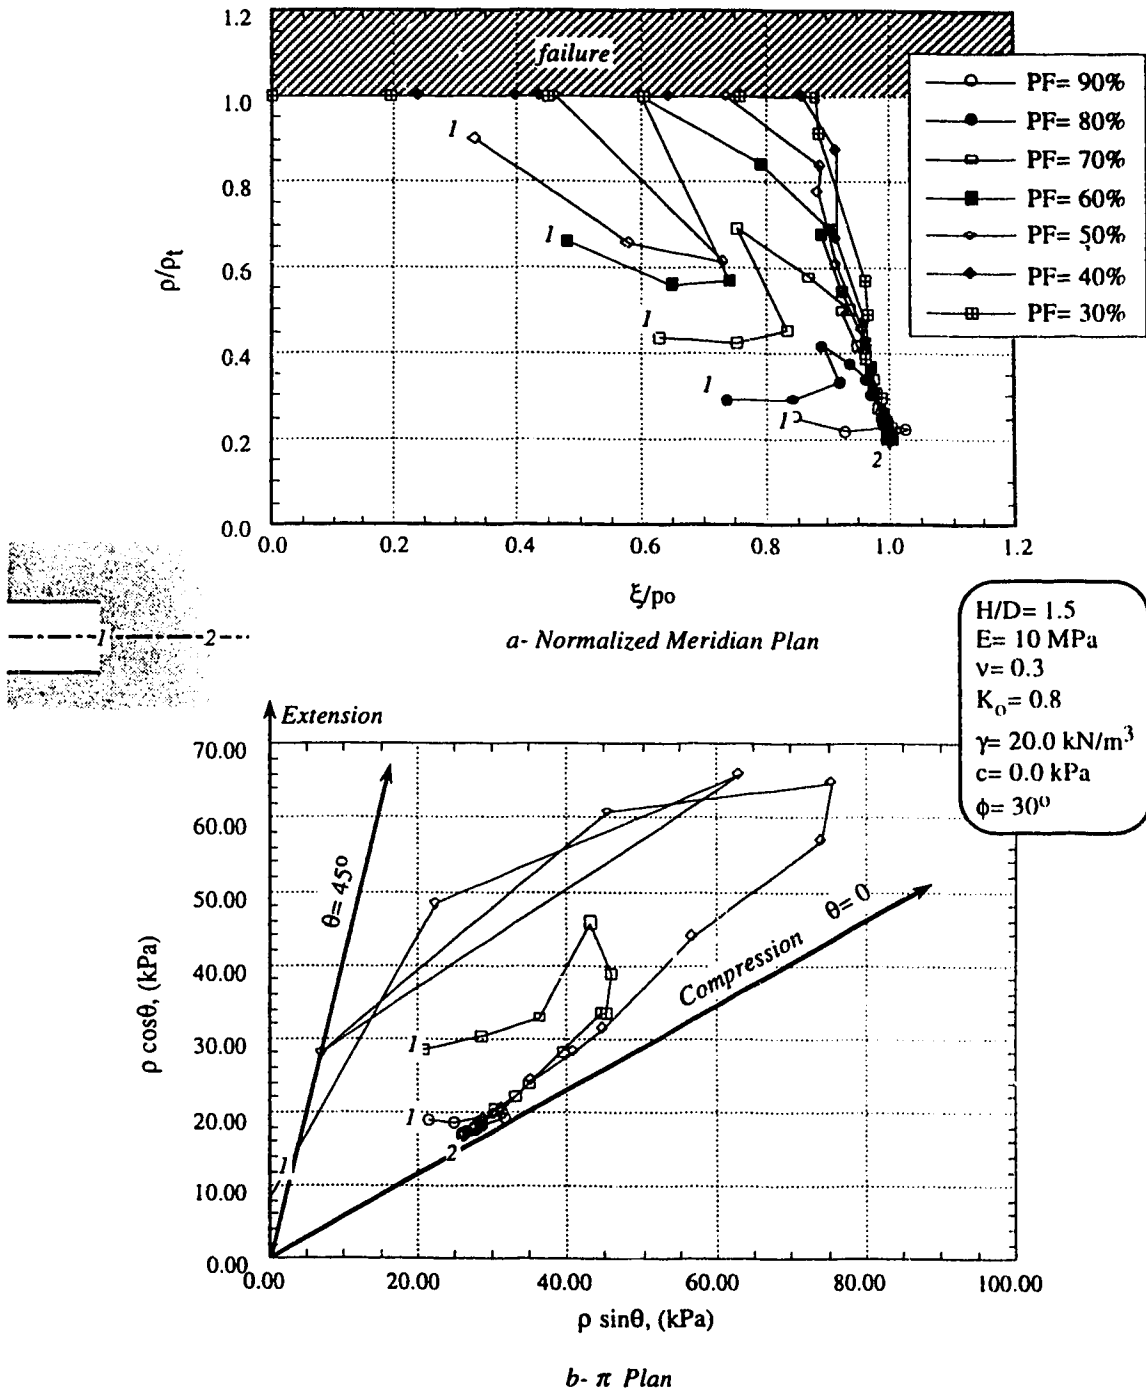 1.2
1.0
0.8
0.6
0.4
0.2
0.0
ρ/ρt
failure
1
1
1
1
1
2
PF= 90%
PF= 80%
PF= 70%
PF= 60%
PF= 50%
PF= 40%
PF= 30%
0.0
0.2
0.4
0.6
0.8
1.0
1.2
ξ/po
a- Normalized Meridian Plan
1
2
H/D= 1.5
E= 10 MPa
ν= 0.3
Ko= 0.8
γ= 20.0 kN/m³
c= 0.0 kPa
φ= 30º
Extension
70.00
60.00
50.00
40.00
30.00
20.00
10.00
0.00
ρ cosθ, (kPa)
θ= 45º
θ= 0
Compression
1
1
1
2
0.00
20.00
40.00
60.00
80.00
100.00
ρ sinθ, (kPa)
b- π Plan